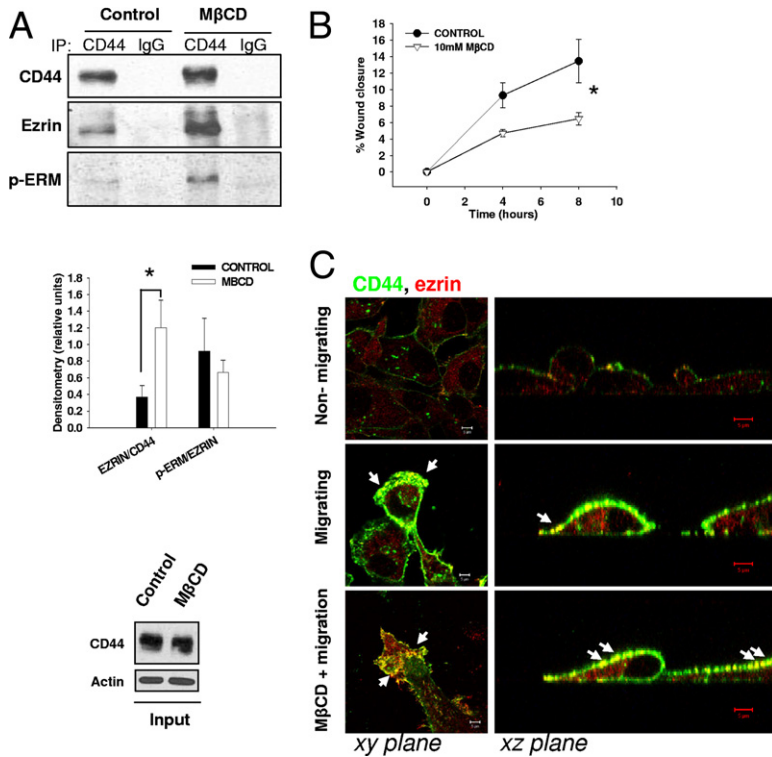 A
Control
MβCD
IP:
CD44
IgG
CD44
IgG
CD44
Ezrin
p-ERM
CONTROL
MBCD
*
Densitometry (relative units)
1.8
1.6
1.4
1.2
1.0
0.8
0.6
0.4
0.2
0.0
EZRIN/CD44
p-ERM/EZRIN
Control
MβCD
CD44
Actin
Input
B
CONTROL
10mM MβCD
% Wound closure
18
16
14
12
10
8
6
4
2
0
*
0
2
4
6
8
10
Time (hours)
C
CD44, ezrin
Non- migrating
Migrating
MβCD + migration
xy plane
xz plane